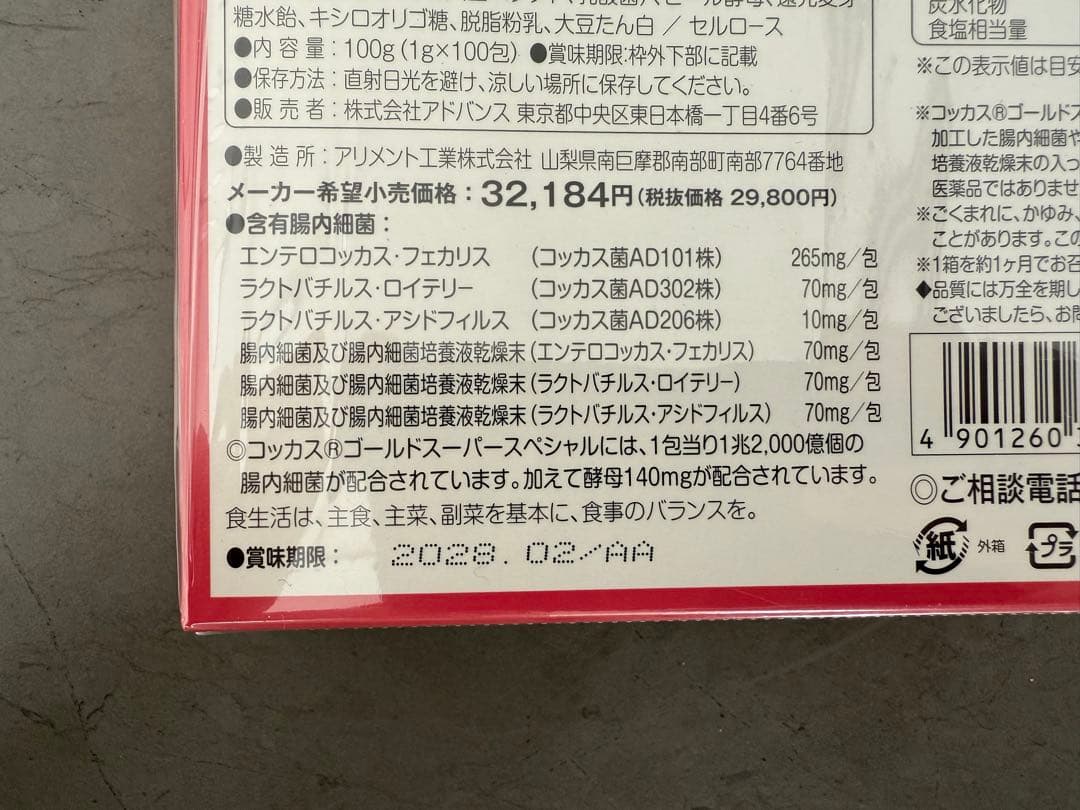 糖水飴、キシロオリゴ糖、脱脂粉乳、大豆たん白 / セルロース
●内 容 量：100g (1g×100包) ●賞味期限:枠外下部に記載
●保存方法：直射日光を避け、涼しい場所に保存してください。
●販 売 者：株式会社アドバンス 東京都中央区東日本橋一丁目4番6号
●製 造 所：アリメント工業株式会社 山梨県南巨摩郡南部町南部7764番地
メーカー希望小売価格：32,184円(税抜価格 29,800円)
●含有腸内細菌：
エンテロコッカス・フェカリス (コッカス菌AD101株) 265mg/包
ラクトバチルス・ロイテリー (コッカス菌AD302株) 70mg/包
ラクトバチルス・アシドフィルス (コッカス菌AD206株) 10mg/包
腸内細菌及び腸内細菌培養液乾燥末(エンテロコッカス・フェカリス) 70mg/包
腸内細菌及び腸内細菌培養液乾燥末(ラクトバチルス・ロイテリー) 70mg/包
腸内細菌及び腸内細菌培養液乾燥末(ラクトバチルス・アシドフィルス) 70mg/包
◎コッカス®ゴールドスーパースペシャルには、1包当り1兆2,000億個の
腸内細菌が配合されています。加えて酵母140mgが配合されています。
食生活は、主食、主菜、副菜を基本に、食事のバランスを。
●賞味期限： 2028.02/AA
炭水化物
食塩相当量
※この表示値は目安
※コッカス®ゴールドス
加工した腸内細菌や
培養液乾燥末の入っ
医薬品ではありませ
※ごくまれに、かゆみ、
ことがあります。この
※1箱を約1ヶ月でお召
◆品質には万全を期し
ございましたら、お問
4 901260
◎ご相談電話
紙 外箱 プラ